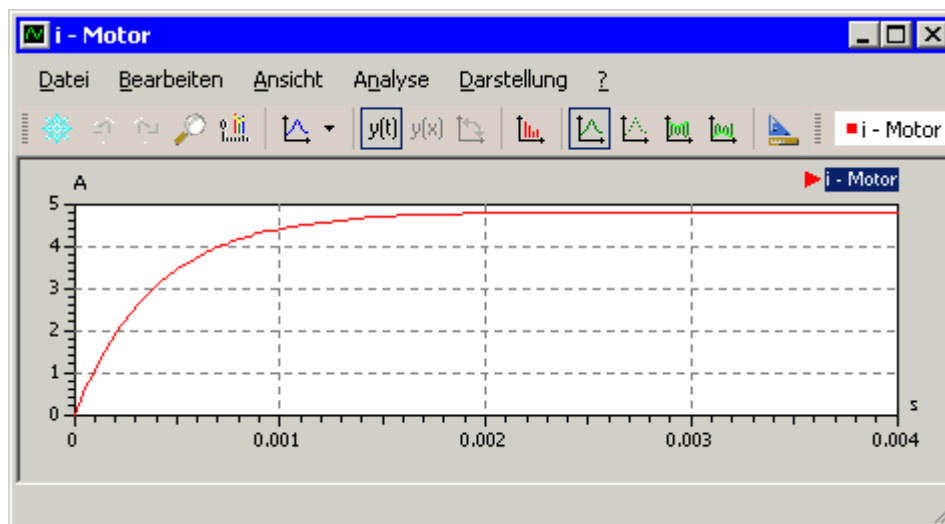 i - Motor
Datei Bearbeiten Ansicht Analyse Darstellung ?
y(t) y(x) i - Motor
A
i - Motor
5
4
3
2
1
0
s
0 0.001 0.002 0.003 0.004